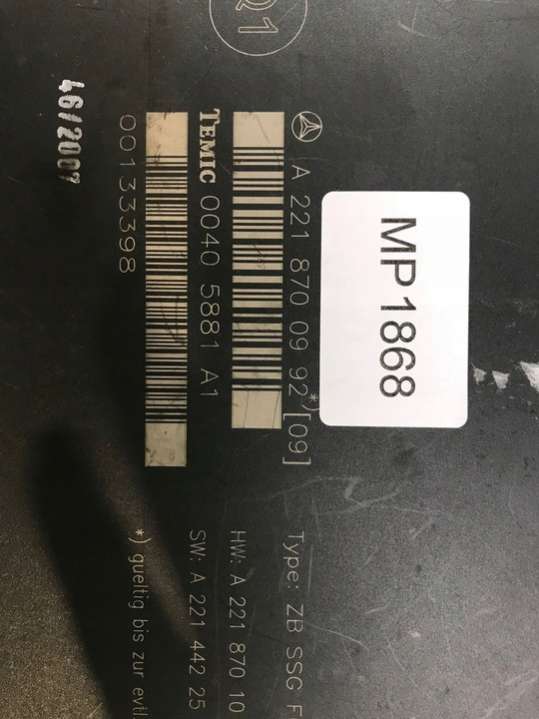 Q1
MP1868
A 221 870 09 92*) [09]
TEMIC 0040 5881 A1
00133398
46/2007
Type: ZB SSG
HW: A 221 870 10
SW: A 221 442 25
*) gueltig bis zur